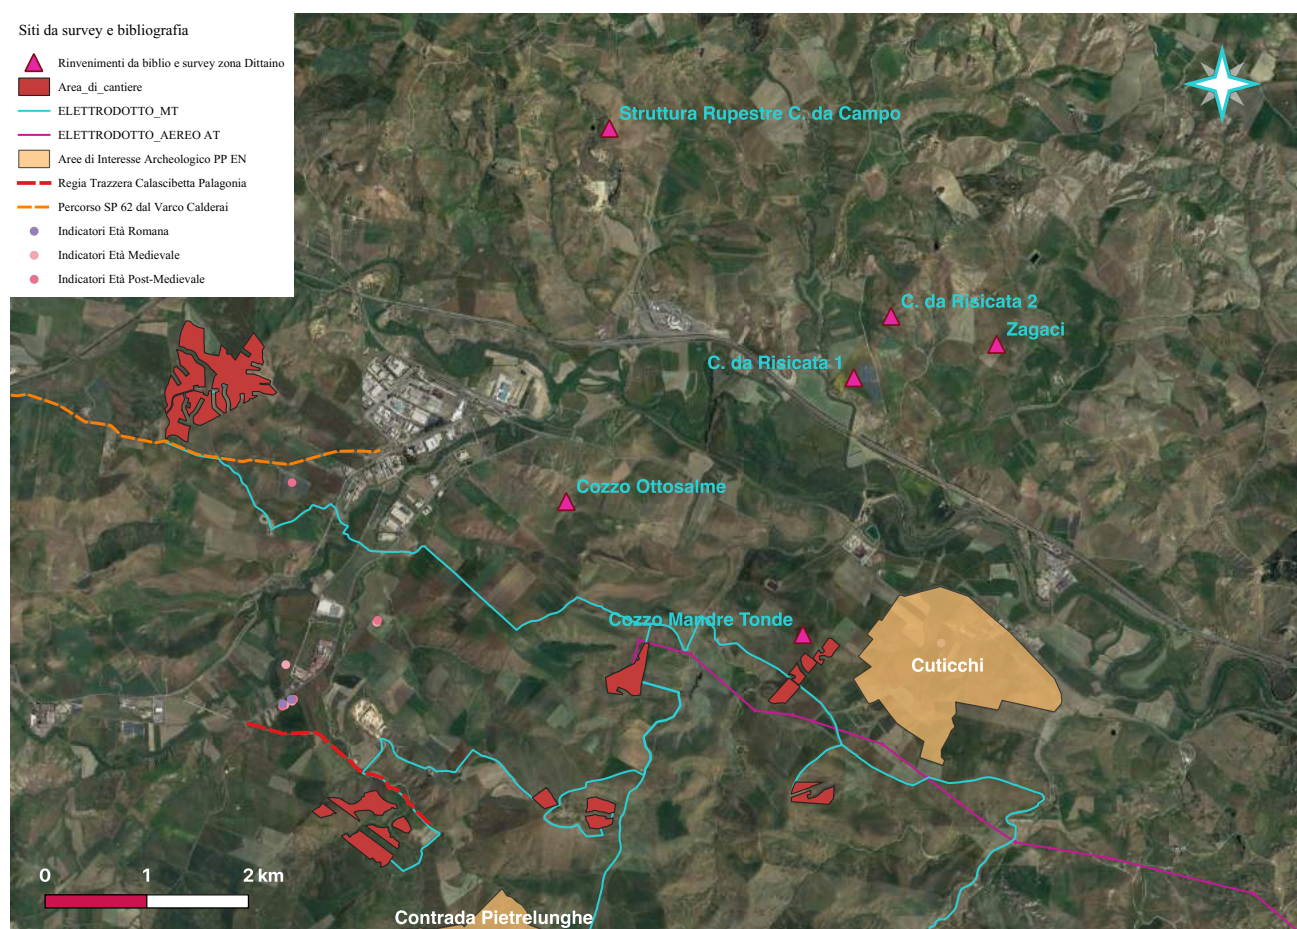 Siti da survey e bibliografia
Rinvenimenti da biblio e survey zona Dittaino
Area_di_cantiere
ELETTRODOTTO_MT
ELETTRODOTTO_AEREO AT
Aree di Interesse Archeologico PP EN
Regia Trazzera Calascibetta Palagonia
Percorso SP 62 dal Varco Calderai
Indicatori Età Romana
Indicatori Età Medievale
Indicatori Età Post-Medievale
Struttura Rupestre C. da Campo
C. da Risicata 2
Zagaci
C. da Risicata 1
Cozzo Ottosalme
Cozzo Mandre Tonde
Cuticchi
0 1 2 km
Contrada Pietrelunghe